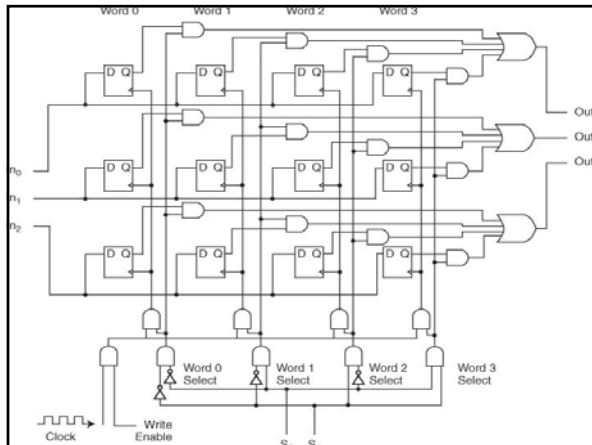 Word 0 Word 1 Word 2 Word 3
D Q D Q D Q D Q
Out
n₀
D Q D Q D Q D Q
Out
Out
n₁
n₂
D Q D Q D Q D Q
Word 0 Select
Word 1 Select
Word 2 Select
Word 3 Select
Write Enable
Clock
S S